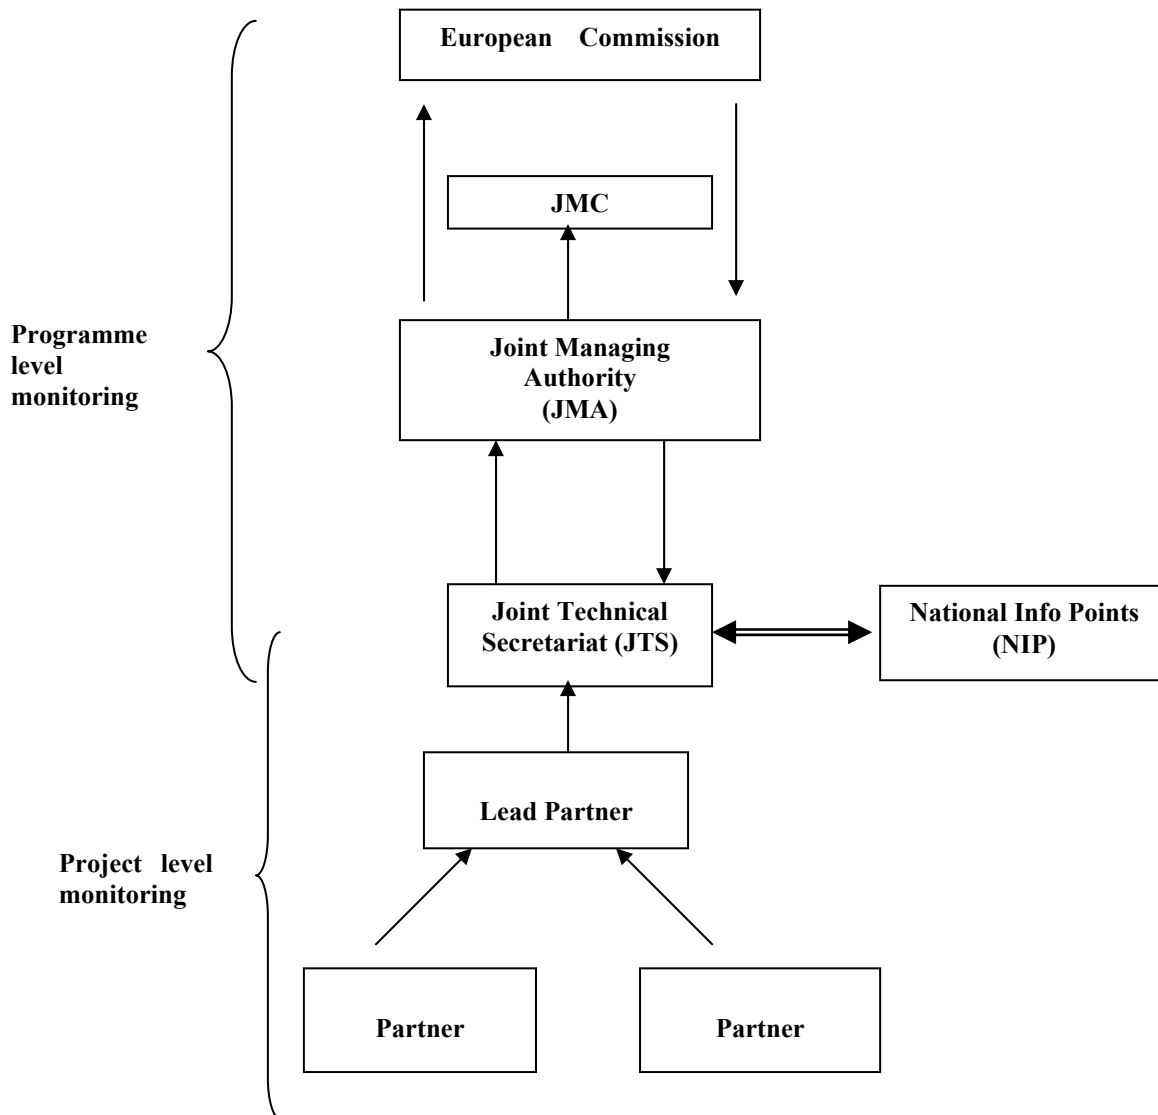 European Commission
JMC
Programme
level
monitoring
Joint Managing
Authority
(JMA)
Joint Technical
Secretariat (JTS)
National Info Points
(NIP)
Lead Partner
Project level
monitoring
Partner
Partner